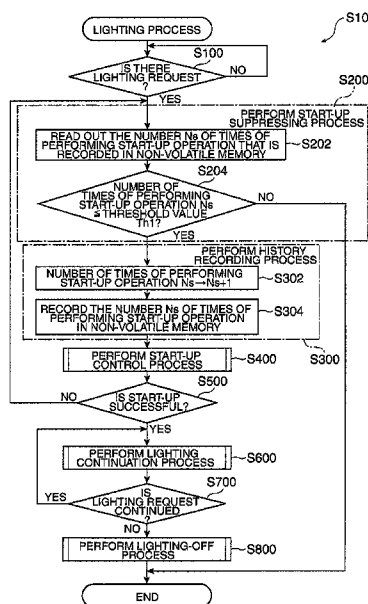 LIGHTING PROCESS
S10
S100
IS THERE
LIGHTING REQUEST
?
NO
YES
S200
PERFORM START-UP
SUPPRESSING PROCESS
READ OUT THE NUMBER Ns OF TIMES OF
PERFORMING START-UP OPERATION THAT IS
RECORDED IN NON-VOLATILE MEMORY
S202
S204
NUMBER OF
TIMES OF PERFORMING
START-UP OPERATION Ns
≦ THRESHOLD VALUE
Th1?
NO
YES
PERFORM HISTORY
RECORDING PROCESS
NUMBER OF TIMES OF PERFORMING
START-UP OPERATION Ns→Ns+1
S302
RECORD THE NUMBER Ns OF TIMES OF
PERFORMING START-UP OPERATION
IN NON-VOLATILE MEMORY
S304
S300
PERFORM START-UP
CONTROL PROCESS
S400
S500
NO
IS START-UP
SUCCESSFUL?
YES
PERFORM LIGHTING
CONTINUATION PROCESS
S600
S700
YES
IS
LIGHTING REQUEST
CONTINUED
?
NO
PERFORM LIGHTING-OFF
PROCESS
S800
END